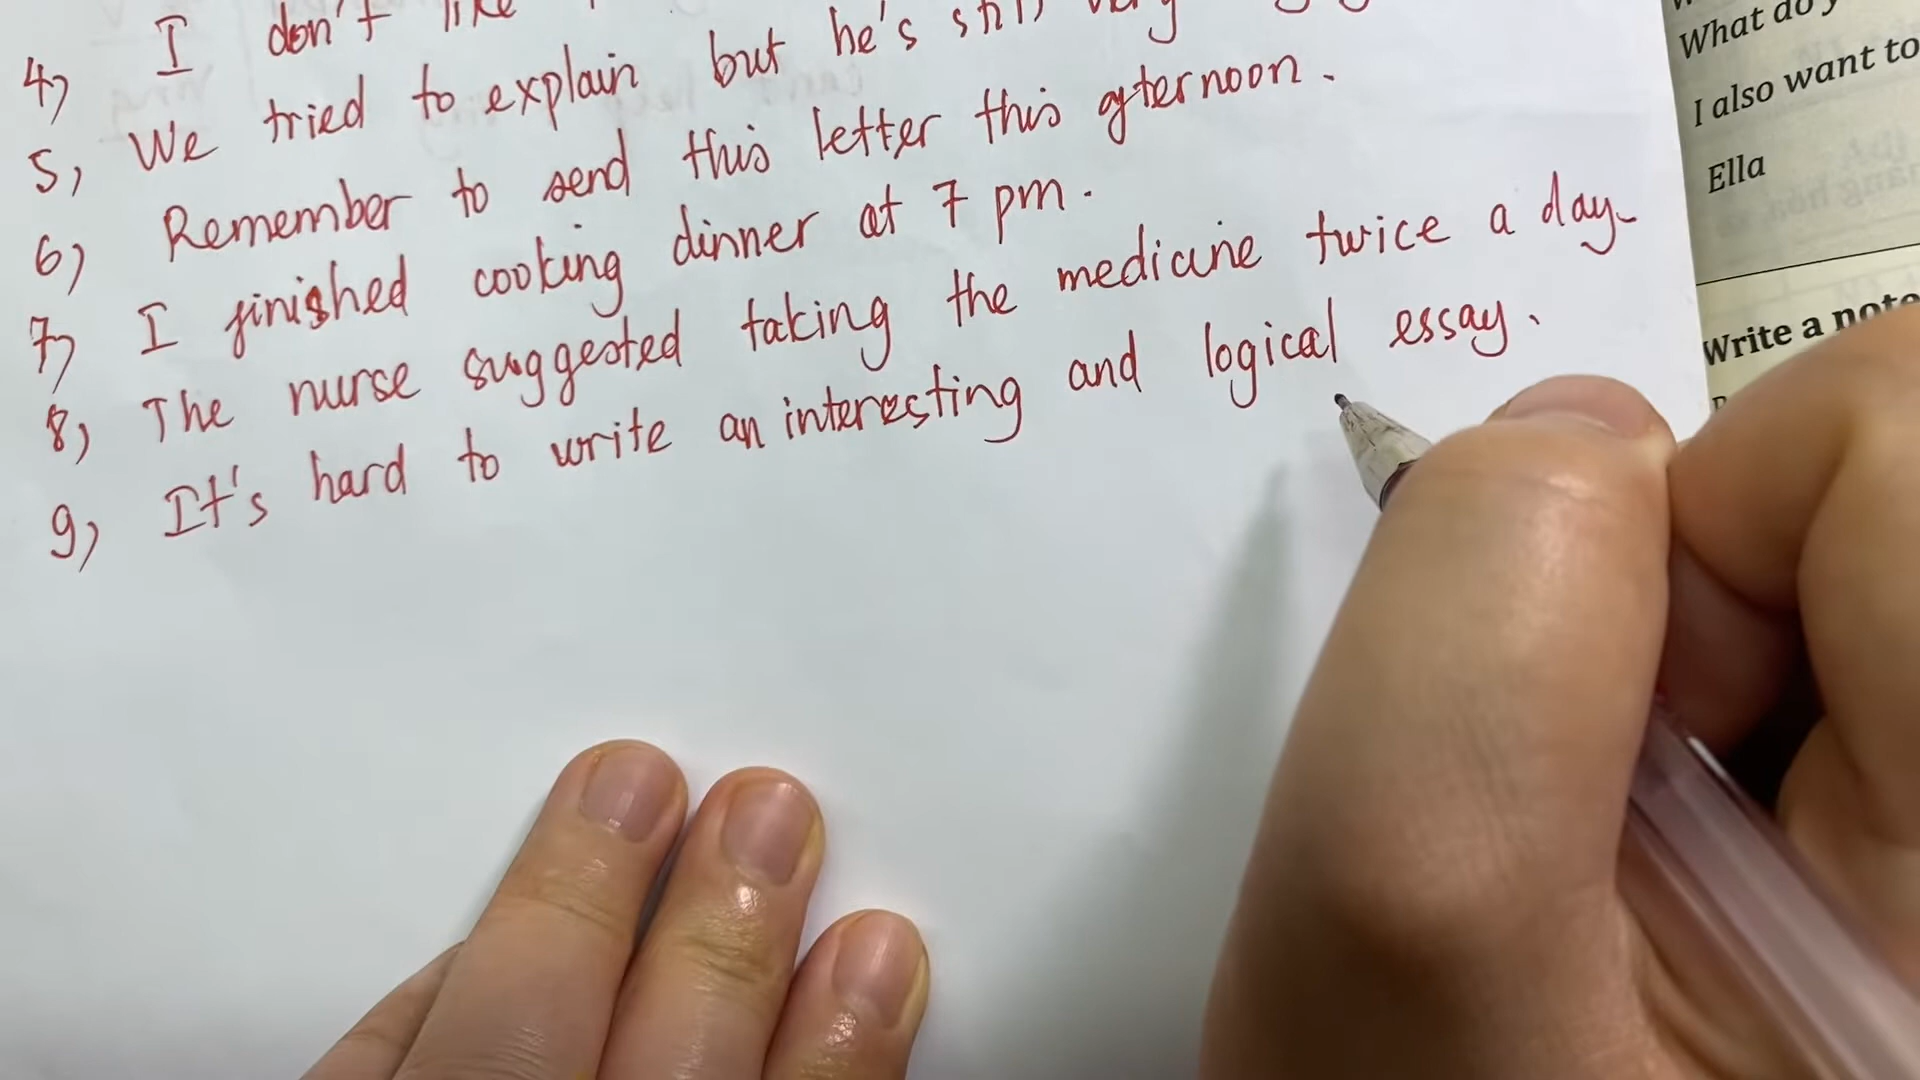 4) I don't like
5) We tried to explain but he's still very
6) Remember to send this letter this afternoon.
7) I finished cooking dinner at 7 pm.
8) The nurse suggested taking the medicine twice a day.
9) It's hard to write an interesting and logical essay.
What do
I also want to
Ella
Write a note